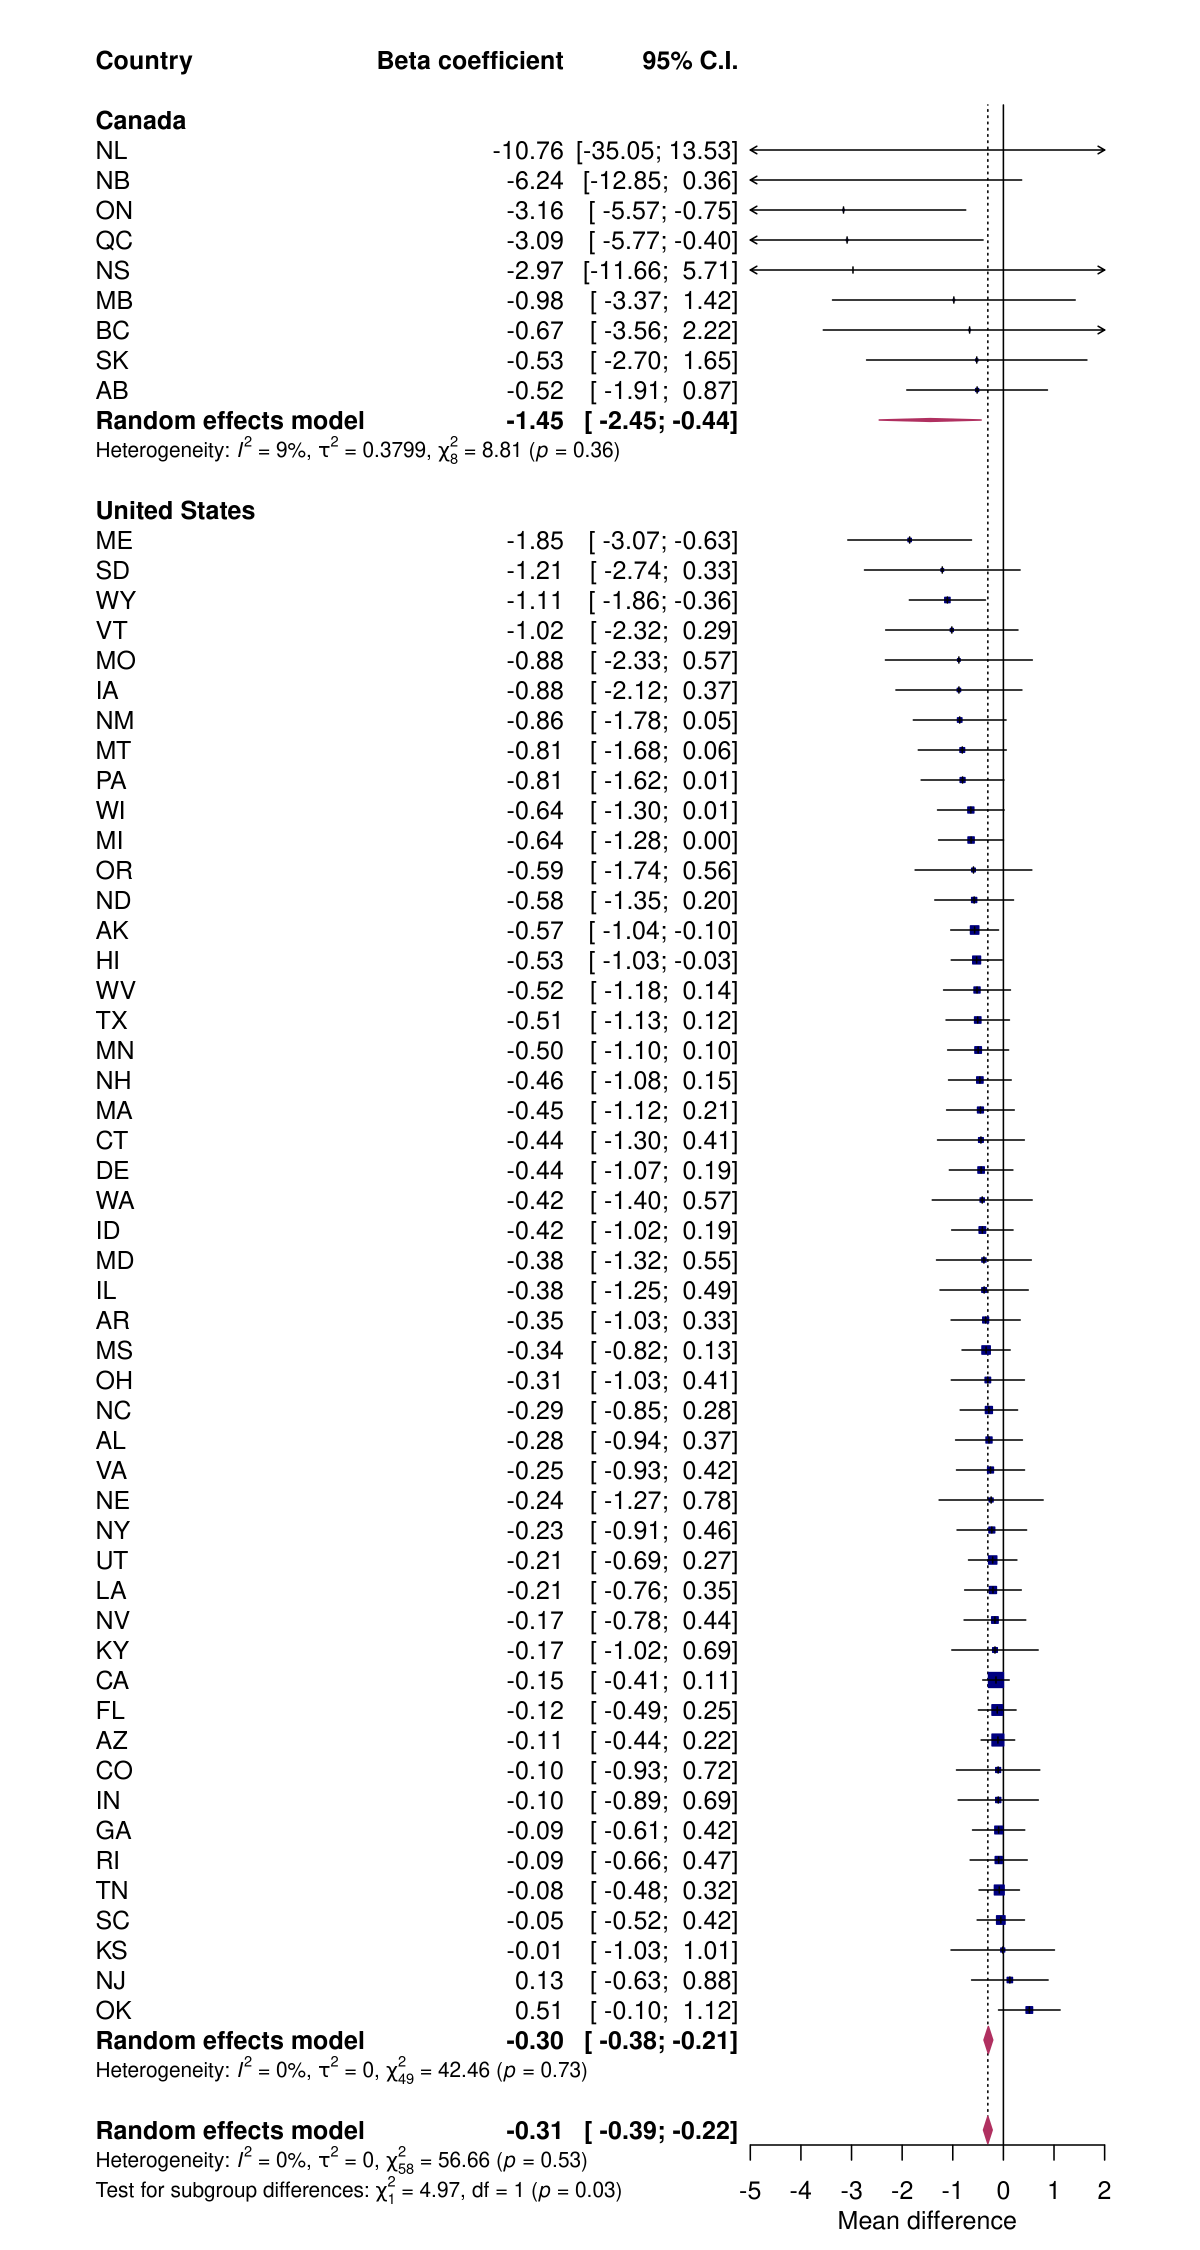 Country Beta coefficient 95% C.I.
Canada
NL -10.76 [-35.05; 13.53]
NB -6.24 [-12.85; 0.36]
ON -3.16 [ -5.57; -0.75]
QC -3.09 [ -5.77; -0.40]
NS -2.97 [-11.66; 5.71]
MB -0.98 [ -3.37; 1.42]
BC -0.67 [ -3.56; 2.22]
SK -0.53 [ -2.70; 1.65]
AB -0.52 [ -1.91; 0.87]
Random effects model -1.45 [ -2.45; -0.44]
Heterogeneity: I² = 9%, τ² = 0.3799, χ²₈ = 8.81 (p = 0.36)
United States
ME -1.85 [ -3.07; -0.63]
SD -1.21 [ -2.74; 0.33]
WY -1.11 [ -1.86; -0.36]
VT -1.02 [ -2.32; 0.29]
MO -0.88 [ -2.33; 0.57]
IA -0.88 [ -2.12; 0.37]
NM -0.86 [ -1.78; 0.05]
MT -0.81 [ -1.68; 0.06]
PA -0.81 [ -1.62; 0.01]
WI -0.64 [ -1.30; 0.01]
MI -0.64 [ -1.28; 0.00]
OR -0.59 [ -1.74; 0.56]
ND -0.58 [ -1.35; 0.20]
AK -0.57 [ -1.04; -0.10]
HI -0.53 [ -1.03; -0.03]
WV -0.52 [ -1.18; 0.14]
TX -0.51 [ -1.13; 0.12]
MN -0.50 [ -1.10; 0.10]
NH -0.46 [ -1.08; 0.15]
MA -0.45 [ -1.12; 0.21]
CT -0.44 [ -1.30; 0.41]
DE -0.44 [ -1.07; 0.19]
WA -0.42 [ -1.40; 0.57]
ID -0.42 [ -1.02; 0.19]
MD -0.38 [ -1.32; 0.55]
IL -0.38 [ -1.25; 0.49]
AR -0.35 [ -1.03; 0.33]
MS -0.34 [ -0.82; 0.13]
OH -0.31 [ -1.03; 0.41]
NC -0.29 [ -0.85; 0.28]
AL -0.28 [ -0.94; 0.37]
VA -0.25 [ -0.93; 0.42]
NE -0.24 [ -1.27; 0.78]
NY -0.23 [ -0.91; 0.46]
UT -0.21 [ -0.69; 0.27]
LA -0.21 [ -0.76; 0.35]
NV -0.17 [ -0.78; 0.44]
KY -0.17 [ -1.02; 0.69]
CA -0.15 [ -0.41; 0.11]
FL -0.12 [ -0.49; 0.25]
AZ -0.11 [ -0.44; 0.22]
CO -0.10 [ -0.93; 0.72]
IN -0.10 [ -0.89; 0.69]
GA -0.09 [ -0.61; 0.42]
RI -0.09 [ -0.66; 0.47]
TN -0.08 [ -0.48; 0.32]
SC -0.05 [ -0.52; 0.42]
KS -0.01 [ -1.03; 1.01]
NJ 0.13 [ -0.63; 0.88]
OK 0.51 [ -0.10; 1.12]
Random effects model -0.30 [ -0.38; -0.21]
Heterogeneity: I² = 0%, τ² = 0, χ²₄₉ = 42.46 (p = 0.73)
Random effects model -0.31 [ -0.39; -0.22]
Heterogeneity: I² = 0%, τ² = 0, χ²₅₈ = 56.66 (p = 0.53)
Test for subgroup differences: χ²₁ = 4.97, df = 1 (p = 0.03)
-5 -4 -3 -2 -1 0 1 2
Mean difference